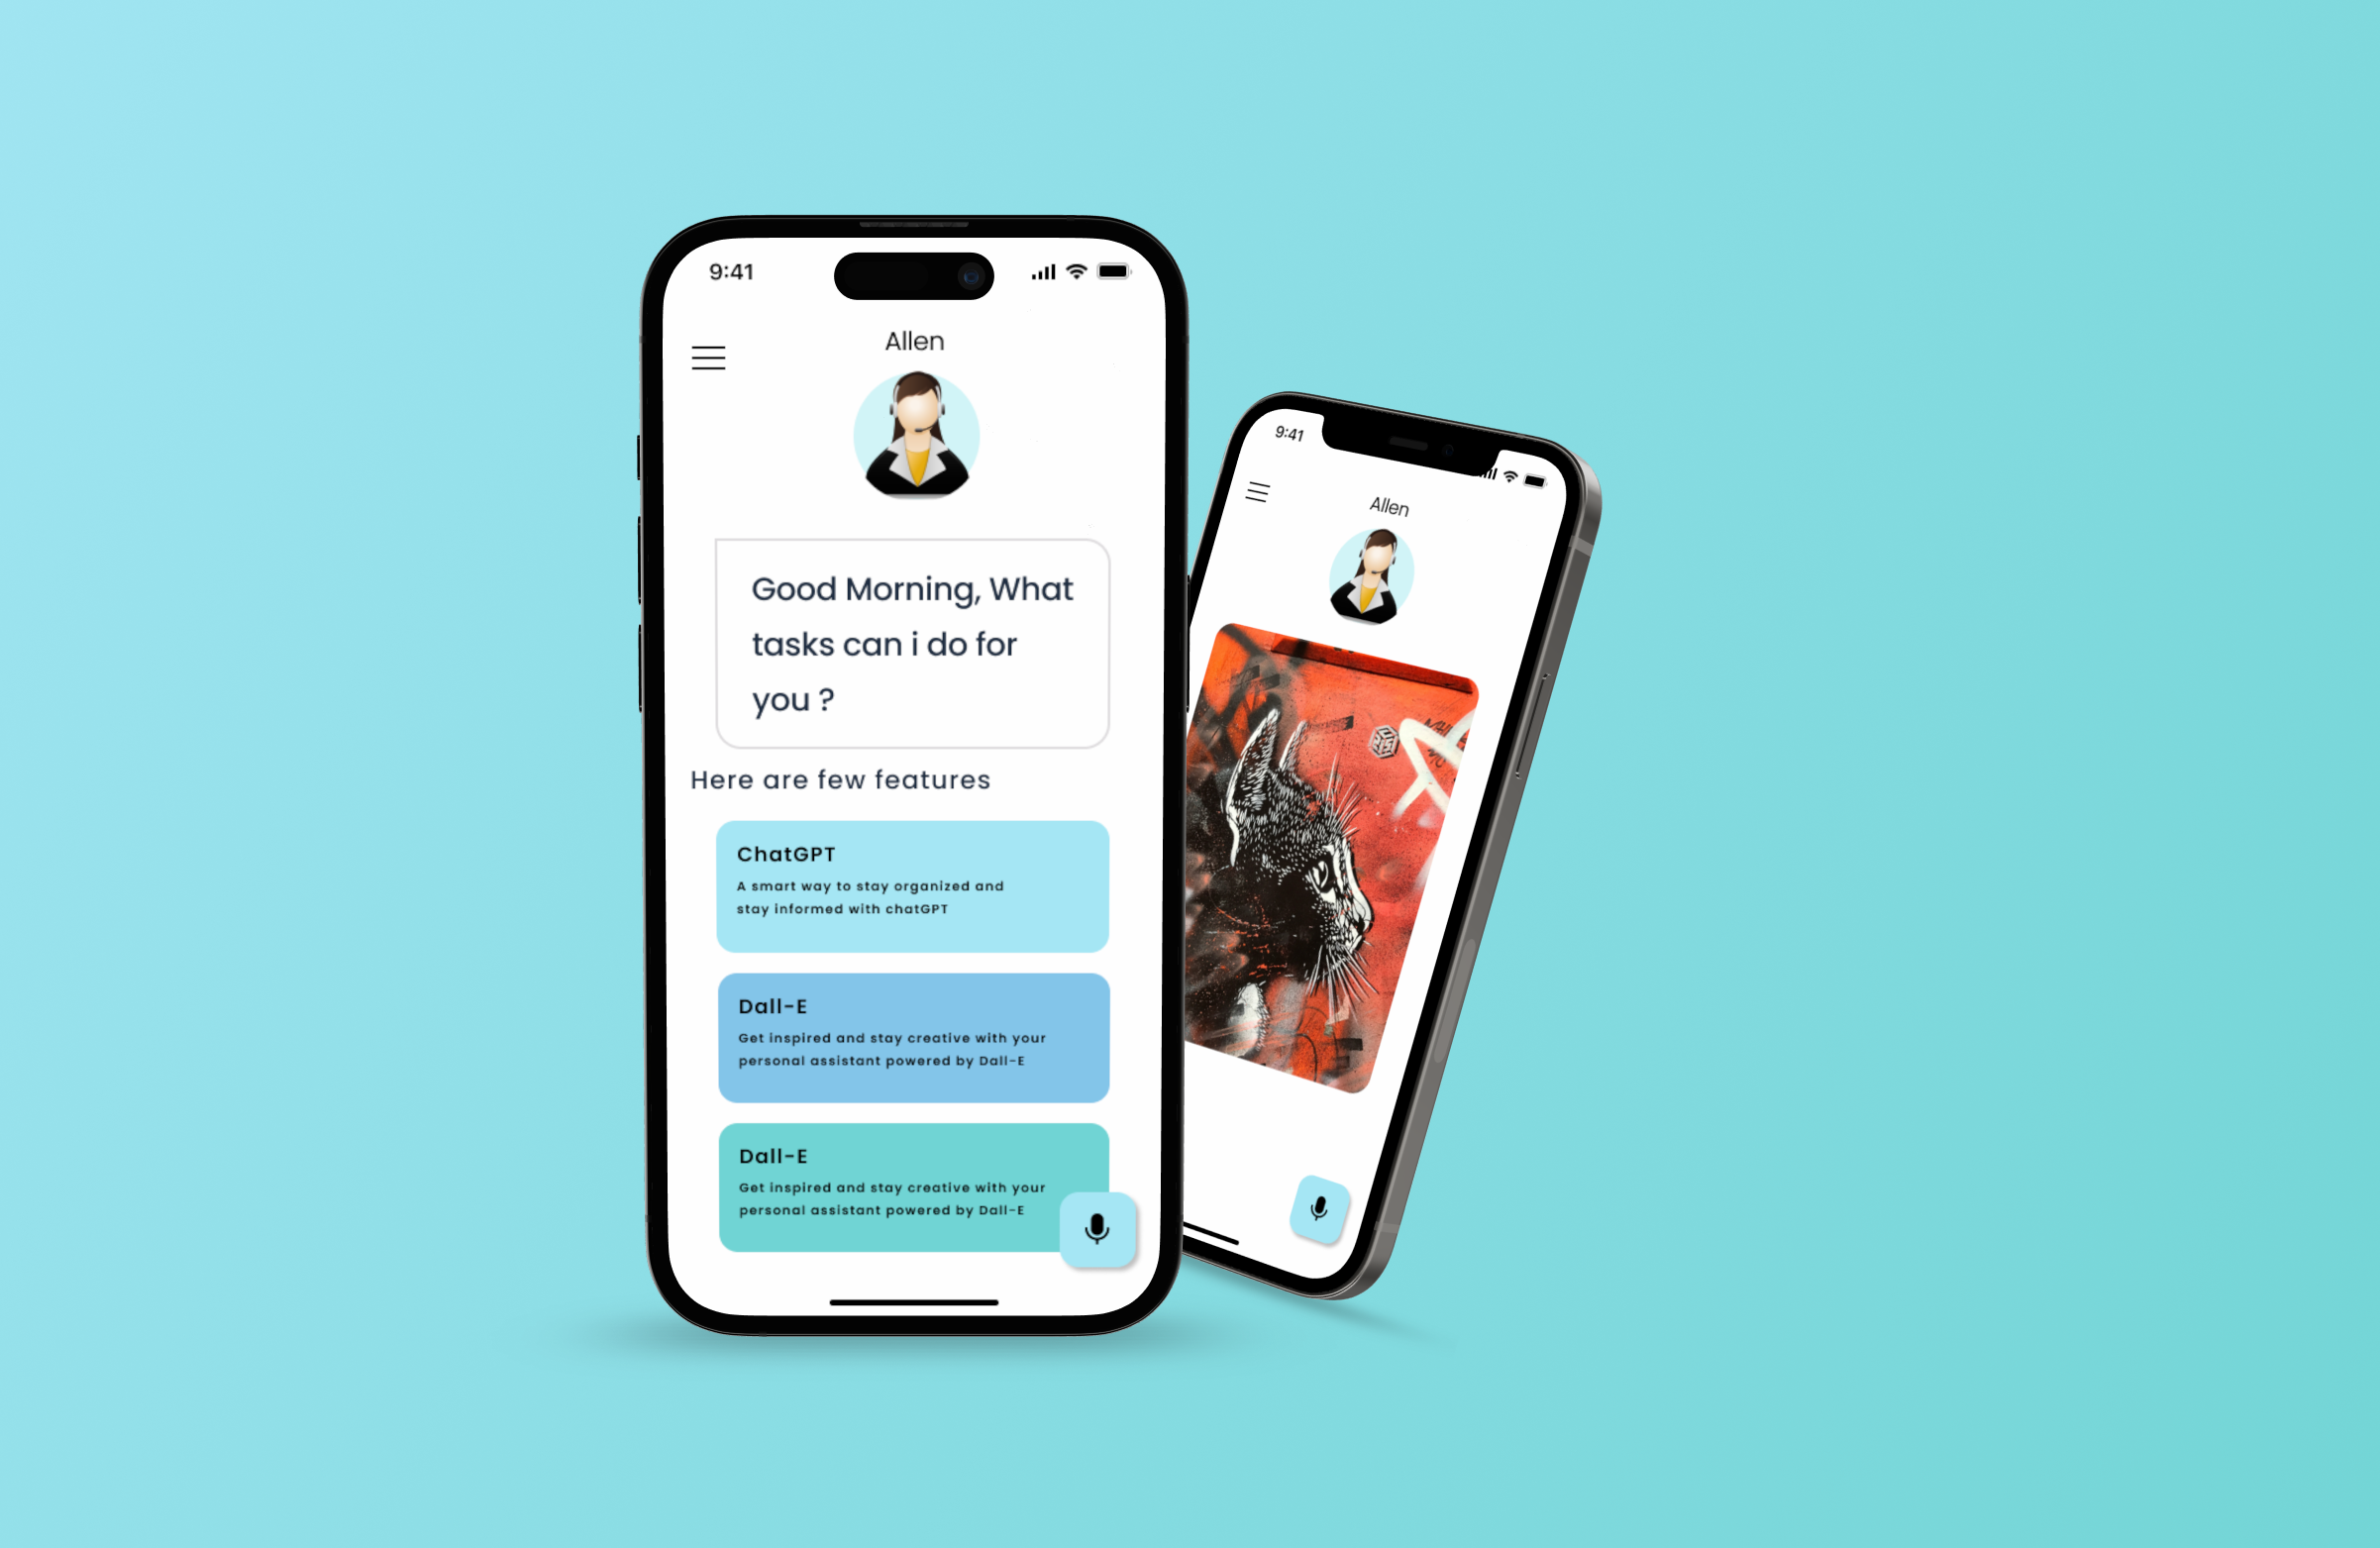 9:41
Allen
Good Morning, What
tasks can i do for
you ?
Here are few features
ChatGPT
A smart way to stay organized and
stay informed with chatGPT
Dall-E
Get inspired and stay creative with your
personal assistant powered by Dall-E
Dall-E
Get inspired and stay creative with your
personal assistant powered by Dall-E
9:41
Allen